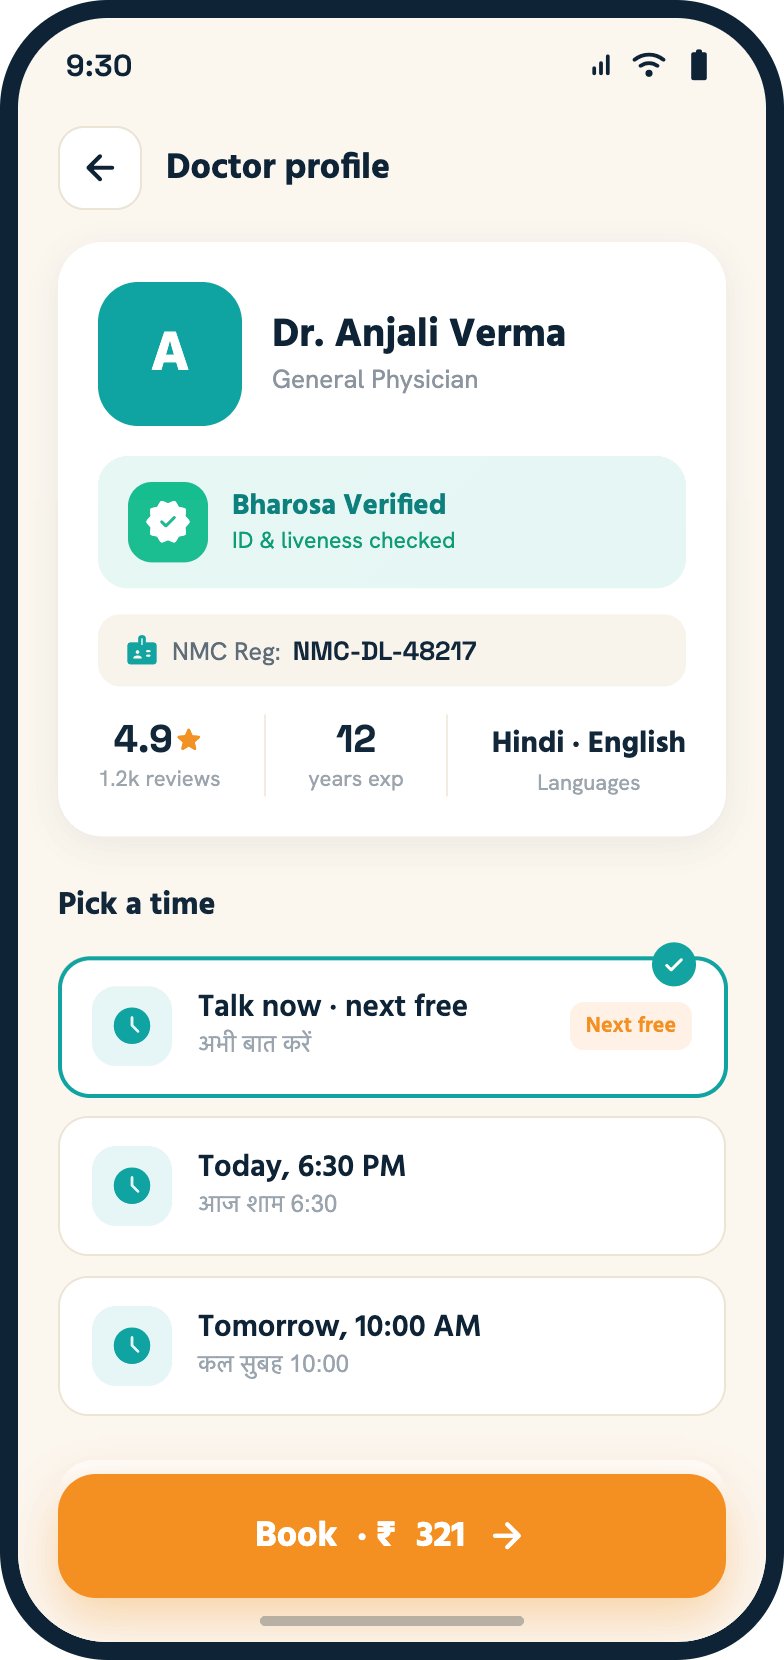 9:30
Doctor profile
A
Dr. Anjali Verma
General Physician
Bharosa Verified
ID & liveness checked
NMC Reg: NMC-DL-48217
4.9
1.2k reviews
12
years exp
Hindi · English
Languages
Pick a time
Talk now · next free
अभी बात करें
Next free
Today, 6:30 PM
आज शाम 6:30
Tomorrow, 10:00 AM
कल सुबह 10:00
Book · ₹ 321 →